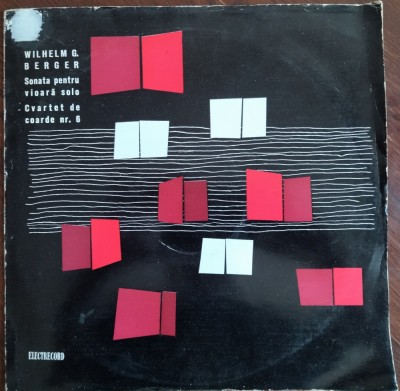 WILHELM G.
BERGER
Sonata pentru
vioară solo
Cvartet de
coarde nr. 6
ELECTRECORD